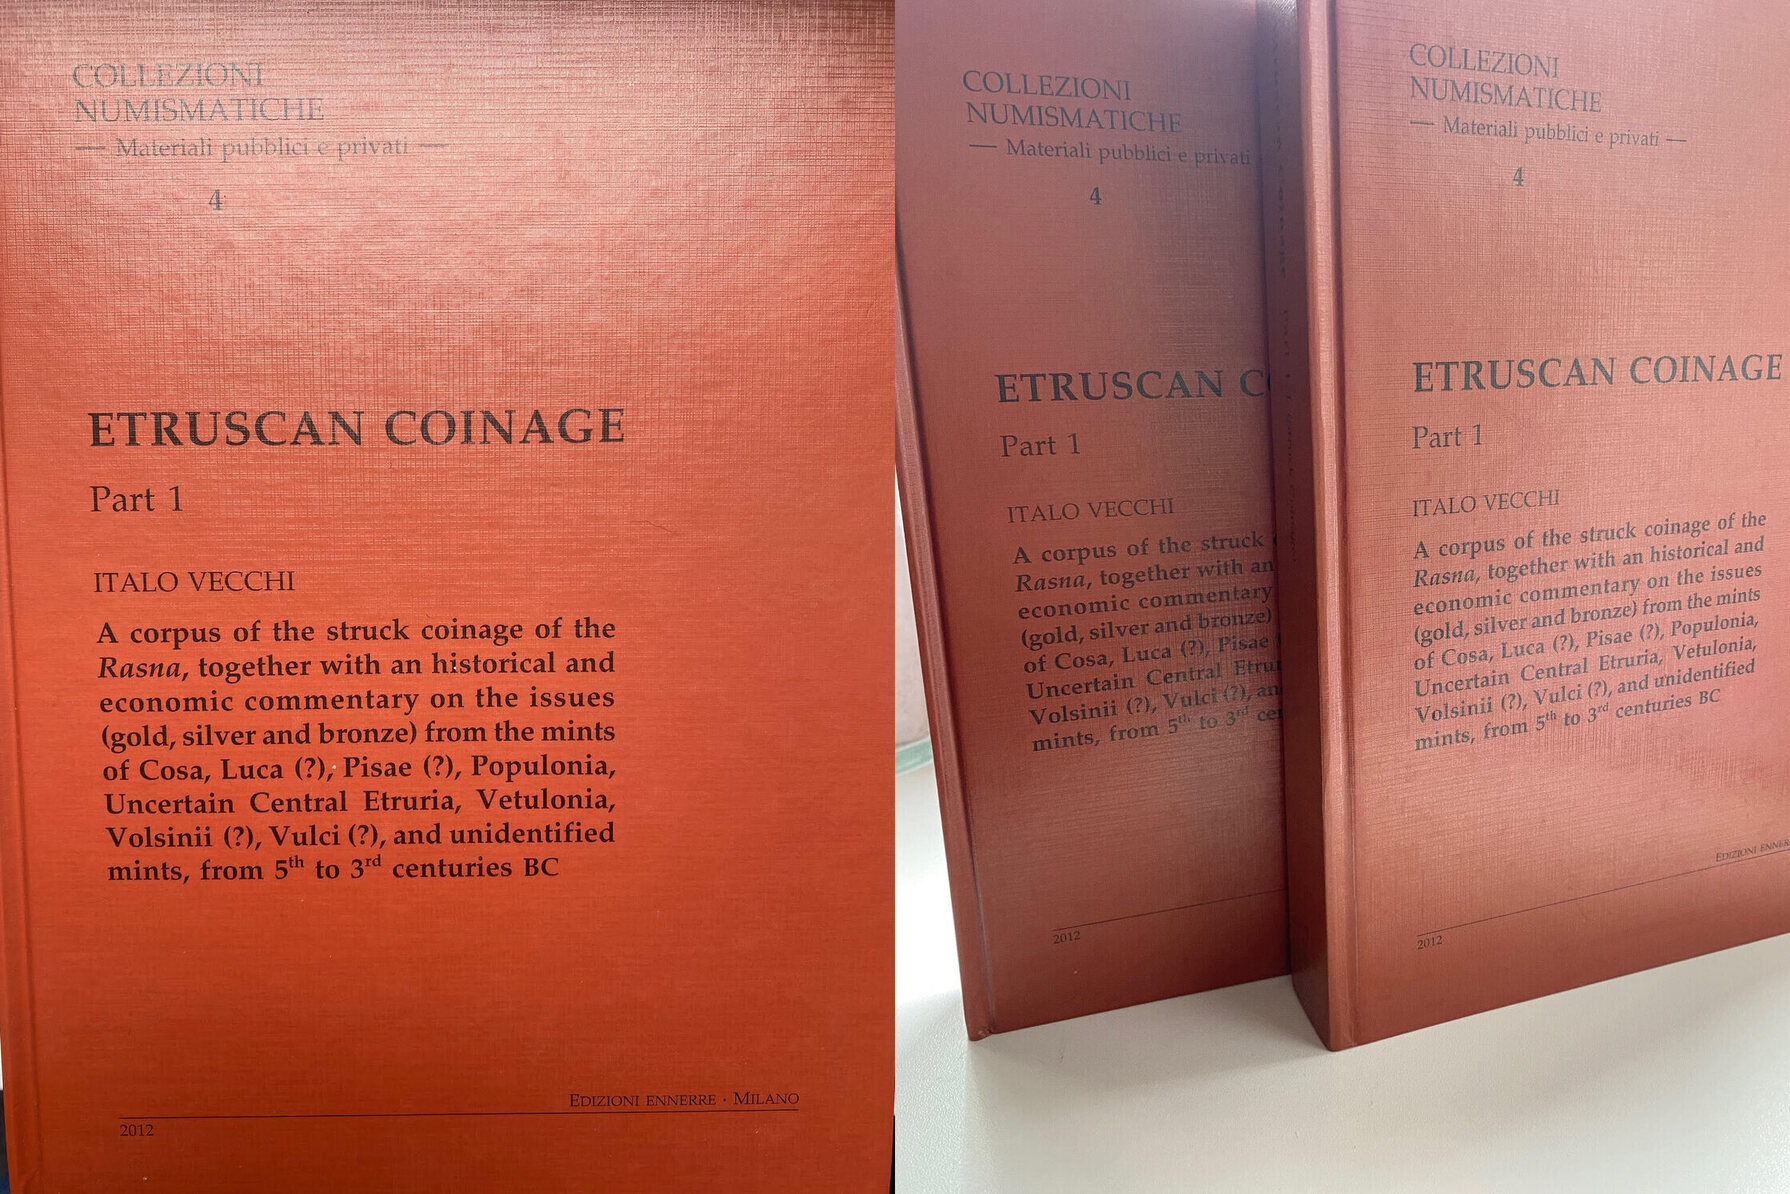 COLLEZIONI
NUMISMATICHE
— Materiali pubblici e privati —
4
ETRUSCAN COINAGE
Part 1
ITALO VECCHI
A corpus of the struck coinage of the
Rasna, together with an historical and
economic commentary on the issues
(gold, silver and bronze) from the mints
of Cosa, Luca (?), Pisae (?), Populonia,
Uncertain Central Etruria, Vetulonia,
Volsinii (?), Vulci (?), and unidentified
mints, from 5th to 3rd centuries BC
EDIZIONI ENNERRE · MILANO
2012
COLLEZIONI
NUMISMATICHE
— Materiali pubblici e privati
4
ETRUSCAN
Part 1
ITALO VECCHI
A corpus of the struck
Rasna, together with an
economic commentary
(gold, silver and bronze)
of Cosa, Luca (?), Pisae
Uncertain Central
Volsinii (?), Vulci (?),
mints, from 5th to 3rd
2012
COLLEZIONI
NUMISMATICHE
— Materiali pubblici e privati —
4
ETRUSCAN COINAGE
Part 1
ITALO VECCHI
A corpus of the struck coinage of the
Rasna, together with an historical and
economic commentary on the issues
(gold, silver and bronze) from the mints
of Cosa, Luca (?), Pisae (?), Populonia,
Uncertain Central Etruria, Vetulonia,
Volsinii (?), Vulci (?), and unidentified
mints, from 5th to 3rd centuries BC
EDIZIONI
2012